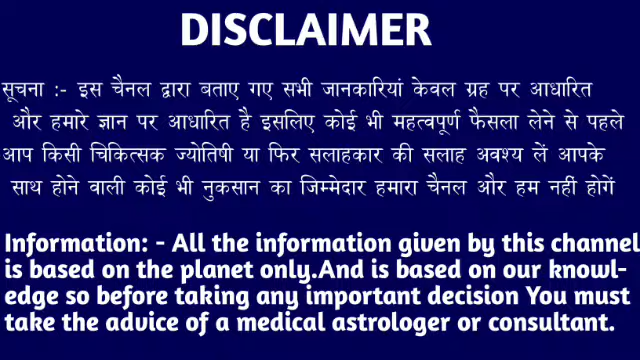 DISCLAIMER
सूचना :- इस चैनल द्वारा बताए गए सभी जानकारियां केवल ग्रह पर आधारित
और हमारे ज्ञान पर आधारित है इसलिए कोई भी महत्वपूर्ण फैसला लेने से पहले
आप किसी चिकित्सक ज्योतिषी या फिर सलाहकार की सलाह अवश्य लें आपके
साथ होने वाली कोई भी नुकसान का जिम्मेदार हमारा चैनल और हम नहीं होगें
Information: - All the information given by this channel
is based on the planet only.And is based on our knowl-
edge so before taking any important decision You must
take the advice of a medical astrologer or consultant.